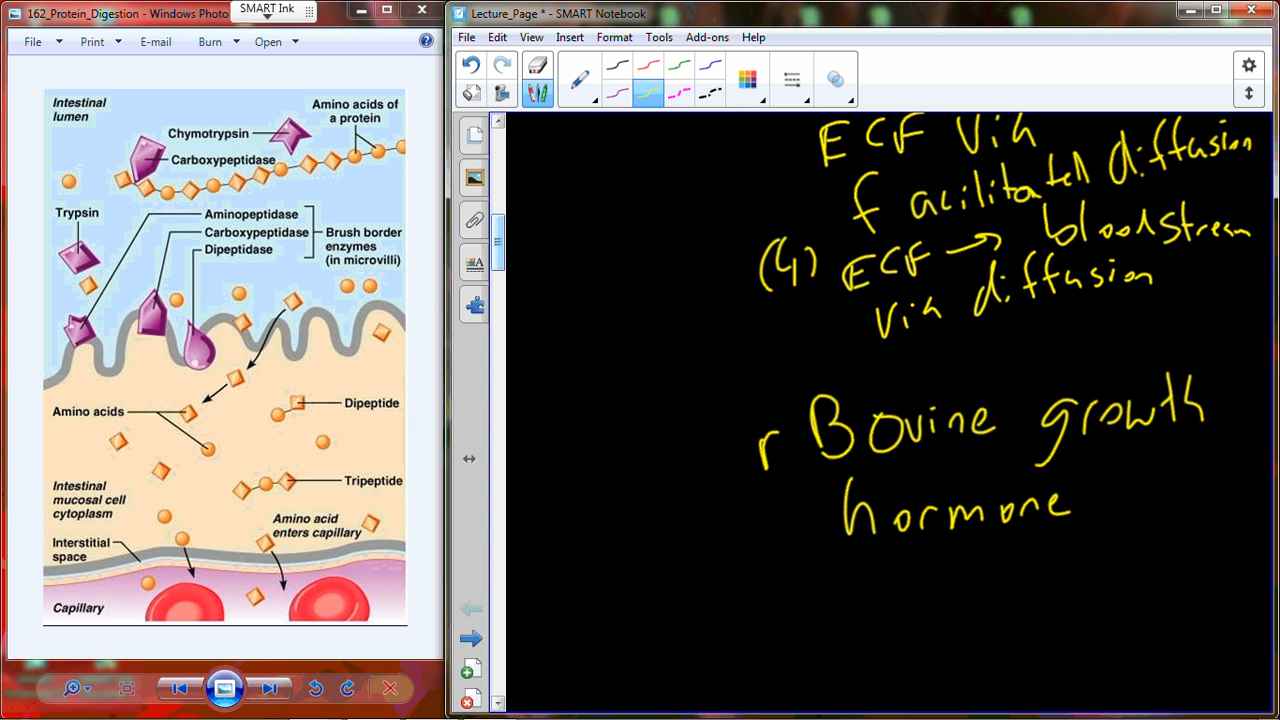 162_Protein_Digestion - Windows Photo
SMART Ink
File Print E-mail Burn Open
Intestinal
lumen
Amino acids of
a protein
Chymotrypsin
Carboxypeptidase
Trypsin
Aminopeptidase
Carboxypeptidase
Dipeptidase
Brush border
enzymes
(in microvilli)
Amino acids
Dipeptide
Tripeptide
Intestinal
mucosal cell
cytoplasm
Amino acid
enters capillary
Interstitial
space
Capillary
Lecture_Page * - SMART Notebook
File Edit View Insert Format Tools Add-ons Help
ECF via
facilitated diffusion
(4) ECF → bloodstream
via diffusion
r Bovine growth
hormone